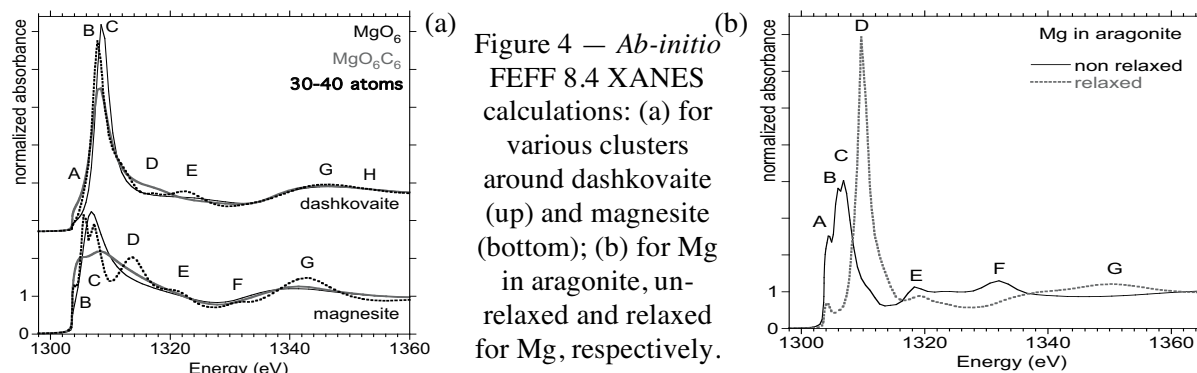 (a)
B
C
MgO6
MgO6C6
30-40 atoms
normalized absorbance
A
D
E
G
H
dashkovaite
D
B
C
E
F
G
1
0
magnesite
1300
1320
1340
1360
Energy (eV)
Figure 4 — Ab-initio
FEFF 8.4 XANES
calculations: (a) for
various clusters
around dashkovaite
(up) and magnesite
(bottom); (b) for Mg
in aragonite, un-
relaxed and relaxed
for Mg, respectively.
(b)
D
Mg in aragonite
non relaxed
relaxed
normalized absorbance
C
B
A
E
F
G
1
0
1300
1320
1340
1360
Energy (eV)